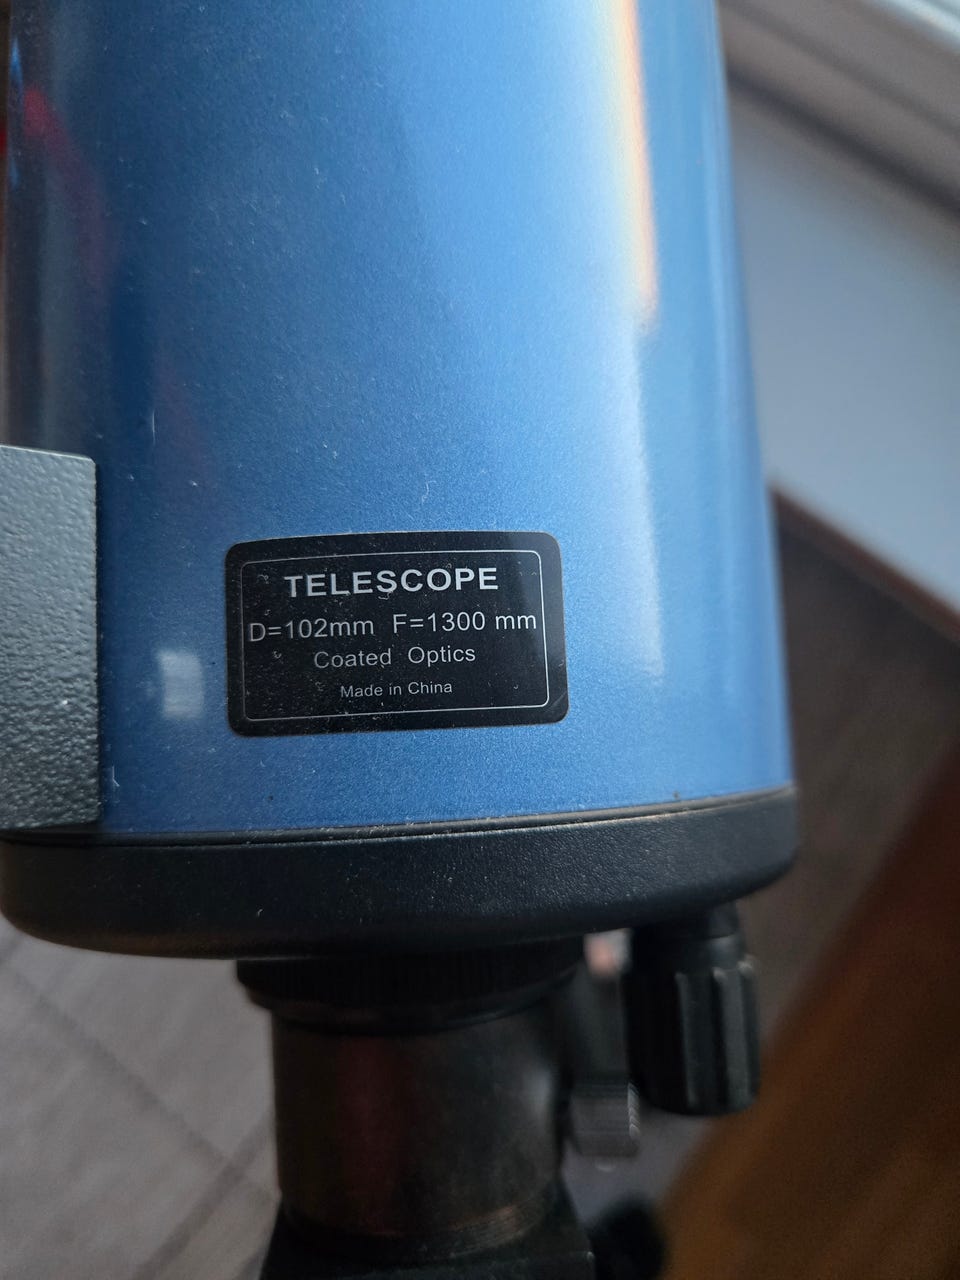 TELESCOPE
D=102mm F=1300 mm
Coated Optics
Made in China